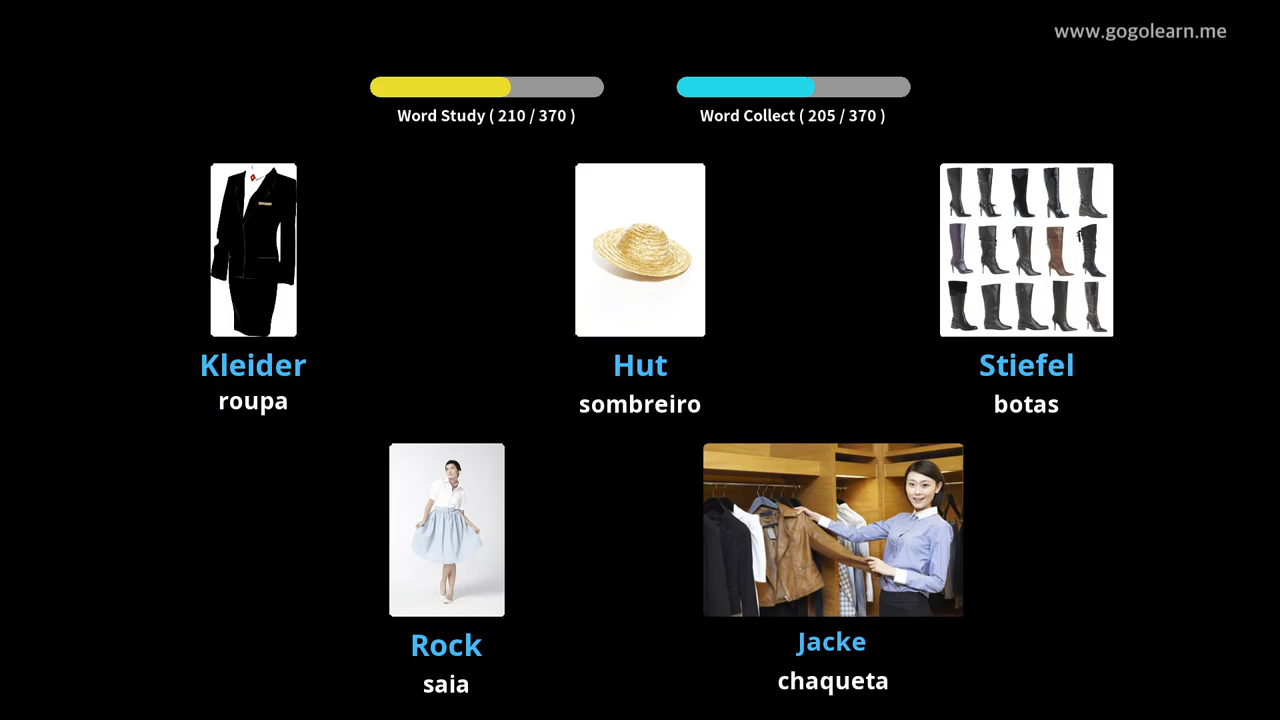 www.gogolearn.me
Word Study ( 210 / 370 )
Word Collect ( 205 / 370 )
Kleider
roupa
Hut
sombreiro
Stiefel
botas
Rock
saia
Jacke
chaqueta